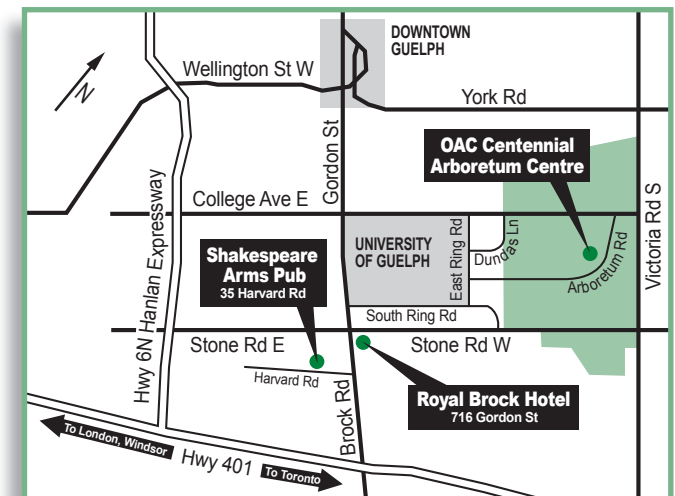 DOWNTOWN
GUELPH
Wellington St W
N
York Rd
OAC Centennial
Arboretum Centre
Gordon St
College Ave E
Hwy 6N Hanlan Expressway
UNIVERSITY
OF GUELPH
East Ring Rd
Dundas Ln
Arboretum Rd
Victoria Rd S
Shakespeare
Arms Pub
35 Harvard Rd
South Ring Rd
Stone Rd E
Stone Rd W
Harvard Rd
Royal Brock Hotel
716 Gordon St
Brock Rd
To London, Windsor
Hwy 401
To Toronto